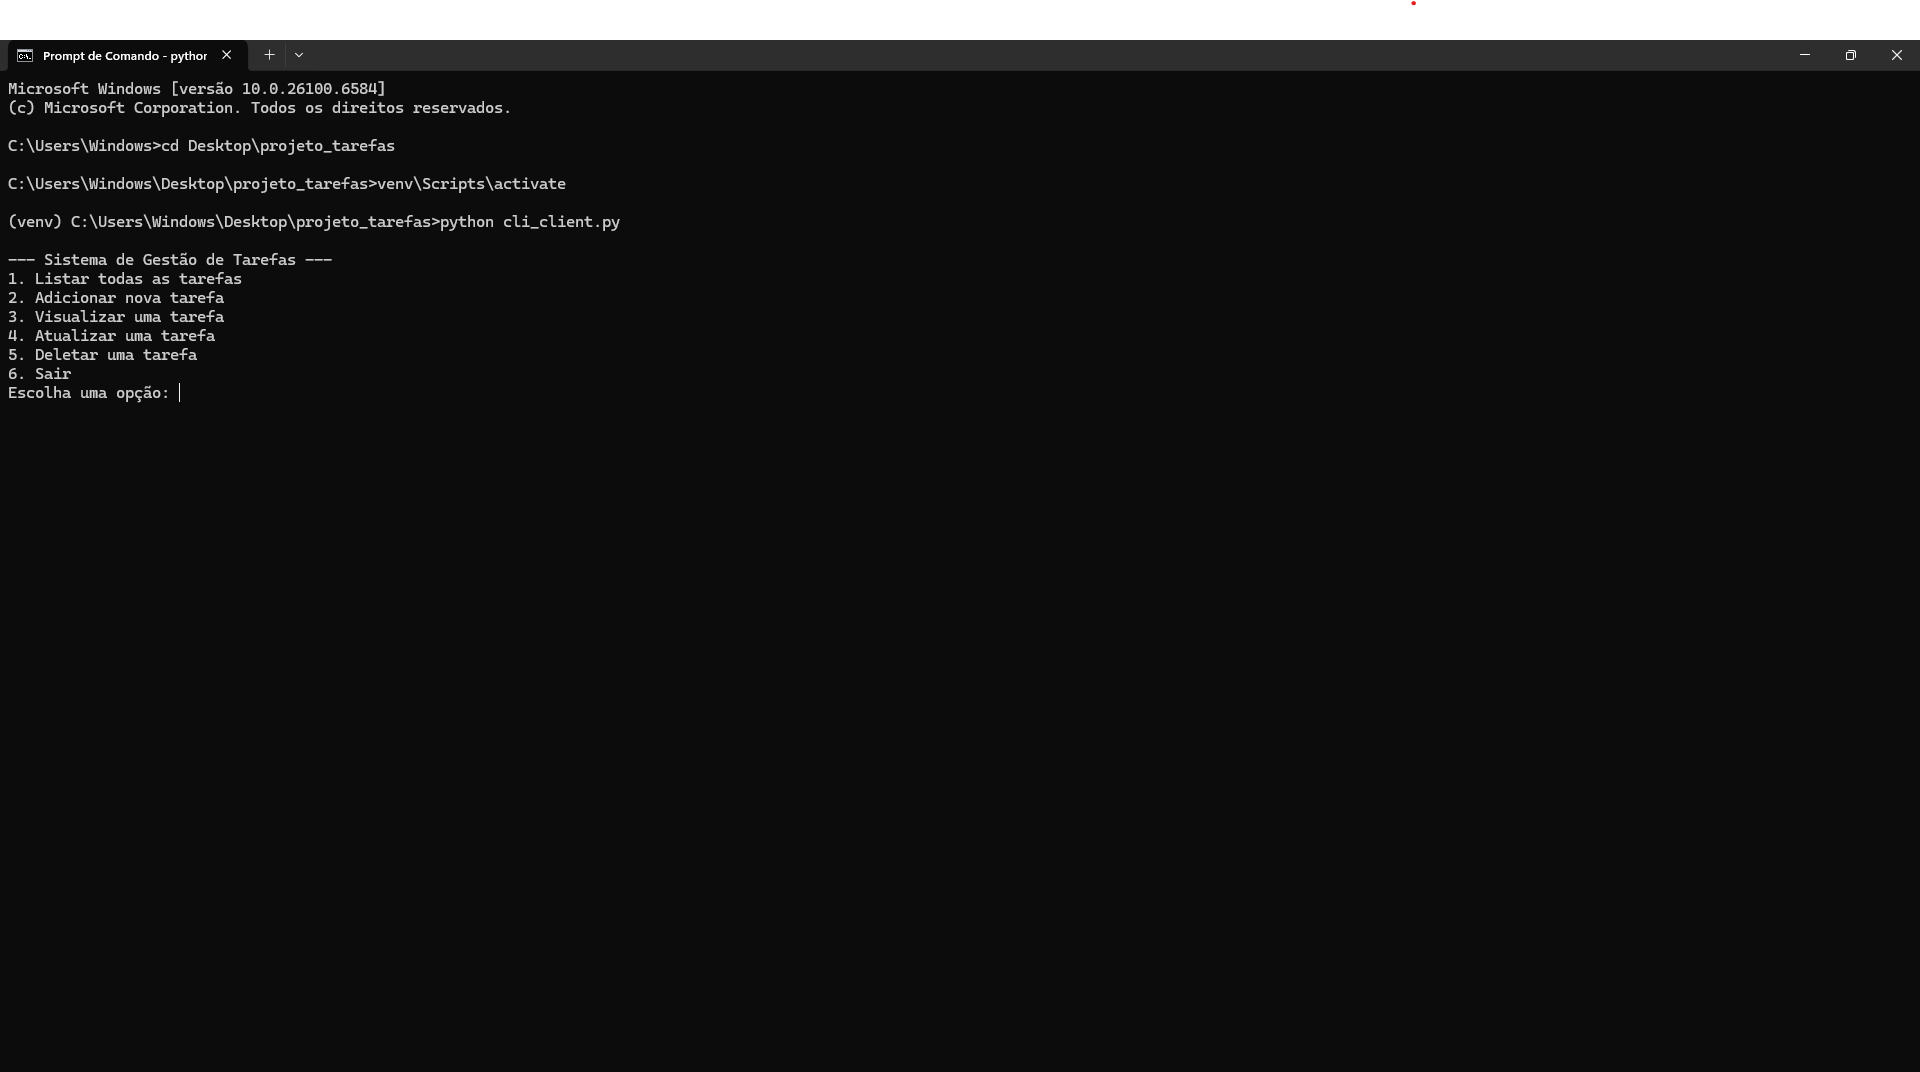 Prompt de Comando - python
Microsoft Windows [versão 10.0.26100.6584]
(c) Microsoft Corporation. Todos os direitos reservados.
C:\Users\Windows>cd Desktop\projeto_tarefas
C:\Users\Windows\Desktop\projeto_tarefas>venv\Scripts\activate
(venv) C:\Users\Windows\Desktop\projeto_tarefas>python cli_client.py
--- Sistema de Gestão de Tarefas ---
1. Listar todas as tarefas
2. Adicionar nova tarefa
3. Visualizar uma tarefa
4. Atualizar uma tarefa
5. Deletar uma tarefa
6. Sair
Escolha uma opção: